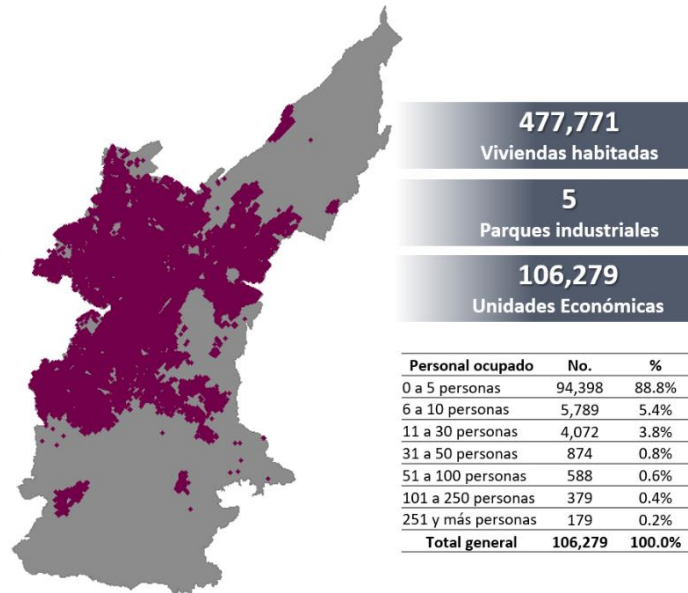 477,771
Viviendas habitadas
5
Parques industriales
106,279
Unidades Económicas
Personal ocupado No. %
0 a 5 personas 94,398 88.8%
6 a 10 personas 5,789 5.4%
11 a 30 personas 4,072 3.8%
31 a 50 personas 874 0.8%
51 a 100 personas 588 0.6%
101 a 250 personas 379 0.4%
251 y más personas 179 0.2%
Total general 106,279 100.0%